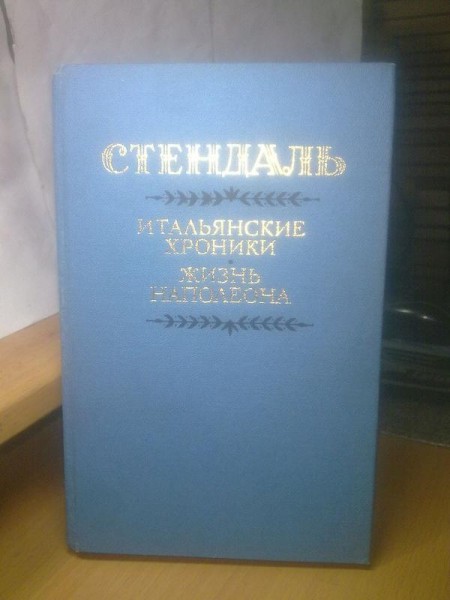 СТЕНДАЛЬ
ИТАЛЬЯНСКИЕ
ХРОНИКИ
ЖИЗНЬ
НАПОЛЕОНА